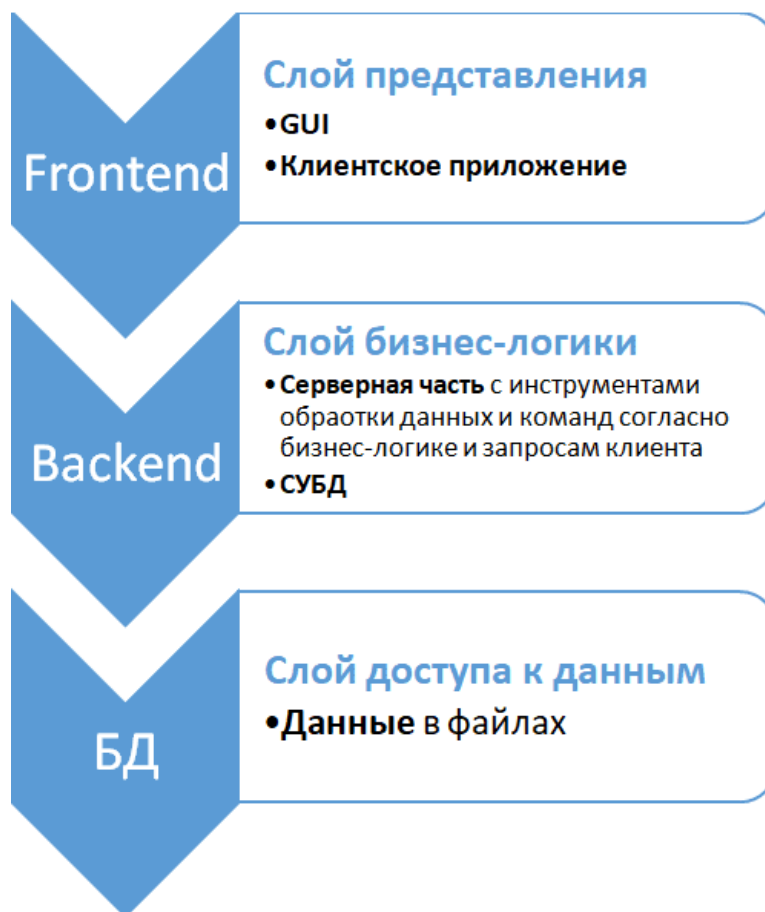 Frontend
Слой представления
•GUI
•Клиентское приложение
Backend
Слой бизнес-логики
•Серверная часть с инструментами
обраотки данных и команд согласно
бизнес-логике и запросам клиента
•СУБД
БД
Слой доступа к данным
•Данные в файлах